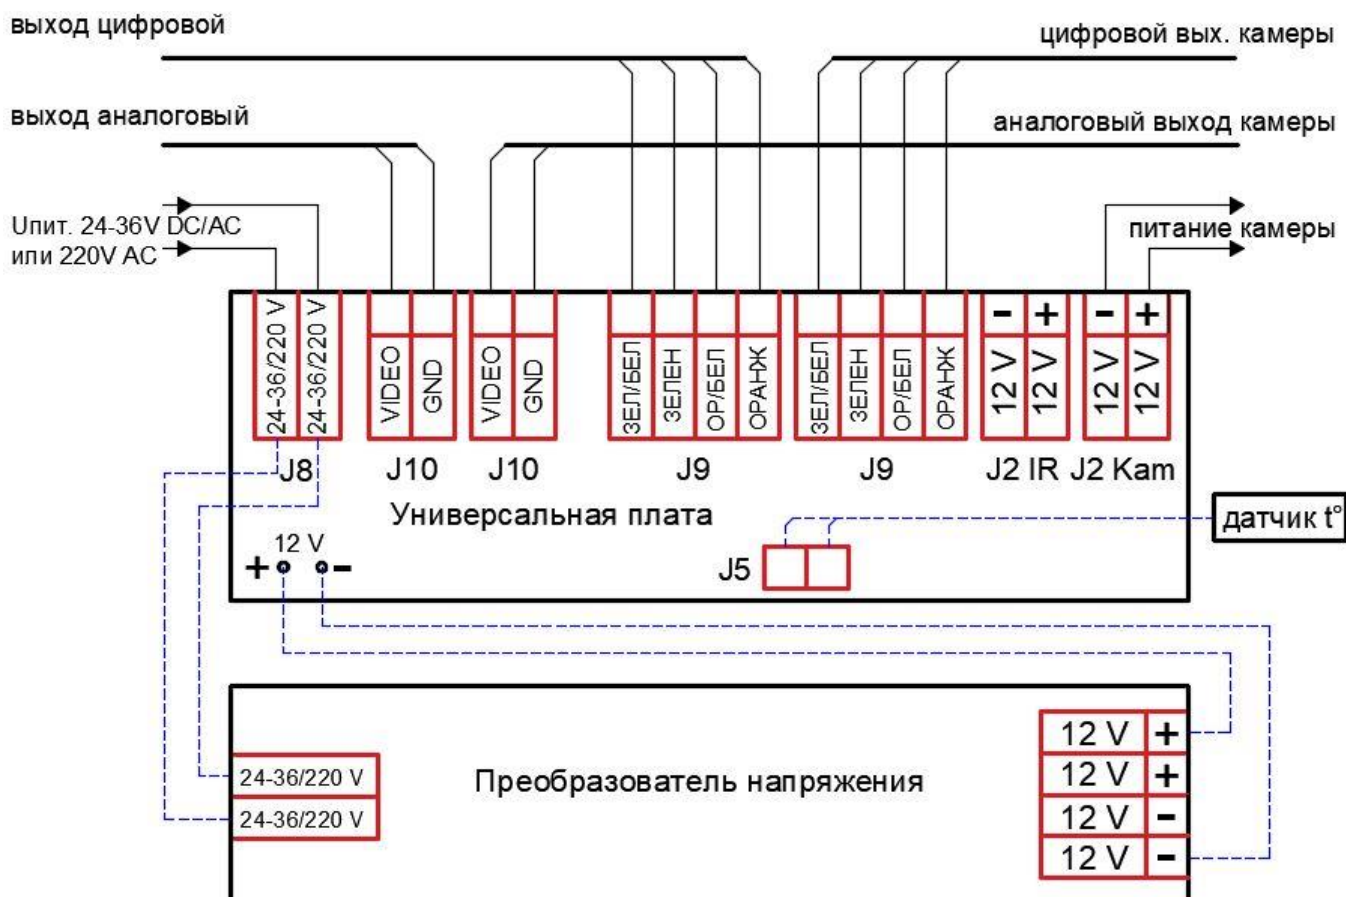 выход цифровой
цифровой вых. камеры
выход аналоговый
аналоговый выход камеры
Uпит. 24-36V DC/AC
или 220V AC
питание камеры
24-36/220 V
24-36/220 V
VIDEO
GND
VIDEO
GND
ЗЕЛ/БЕЛ
ЗЕЛЕН
ОР/БЕЛ
ОРАНЖ
ЗЕЛ/БЕЛ
ЗЕЛЕН
ОР/БЕЛ
ОРАНЖ
- +
12 V
12 V
- +
12 V
12 V
J8
J10
J10
J9
J9
J2 IR
J2 Kam
Универсальная плата
датчик t°
12 V
+ -
J5
12 V +
12 V +
12 V -
12 V -
24-36/220 V
24-36/220 V
Преобразователь напряжения